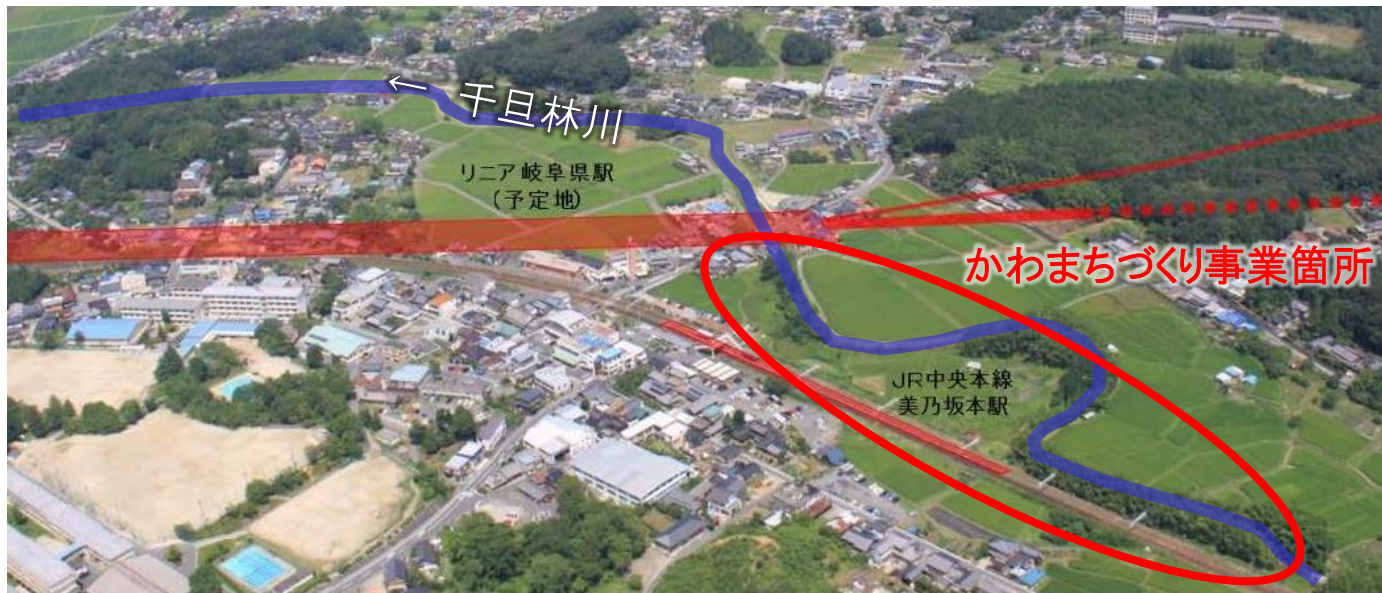 ← 千旦林川
リニア岐阜県駅
(予定地)
かわまちづくり事業箇所
JR中央本線
美乃坂本駅